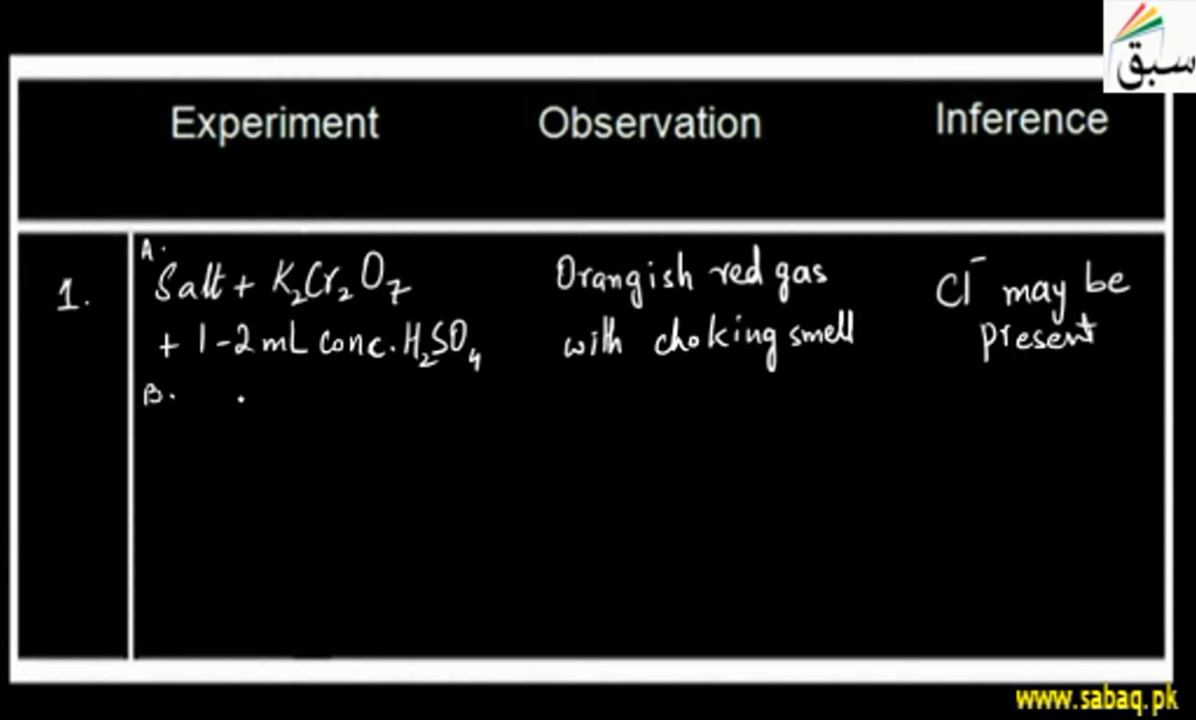 سبق
Experiment Observation Inference
1.
A.
Salt + K₂Cr₂O₇
+ 1-2 mL conc. H₂SO₄
B. .
Orangish red gas
with choking smell
Cl⁻ may be
present
www.sabaq.pk